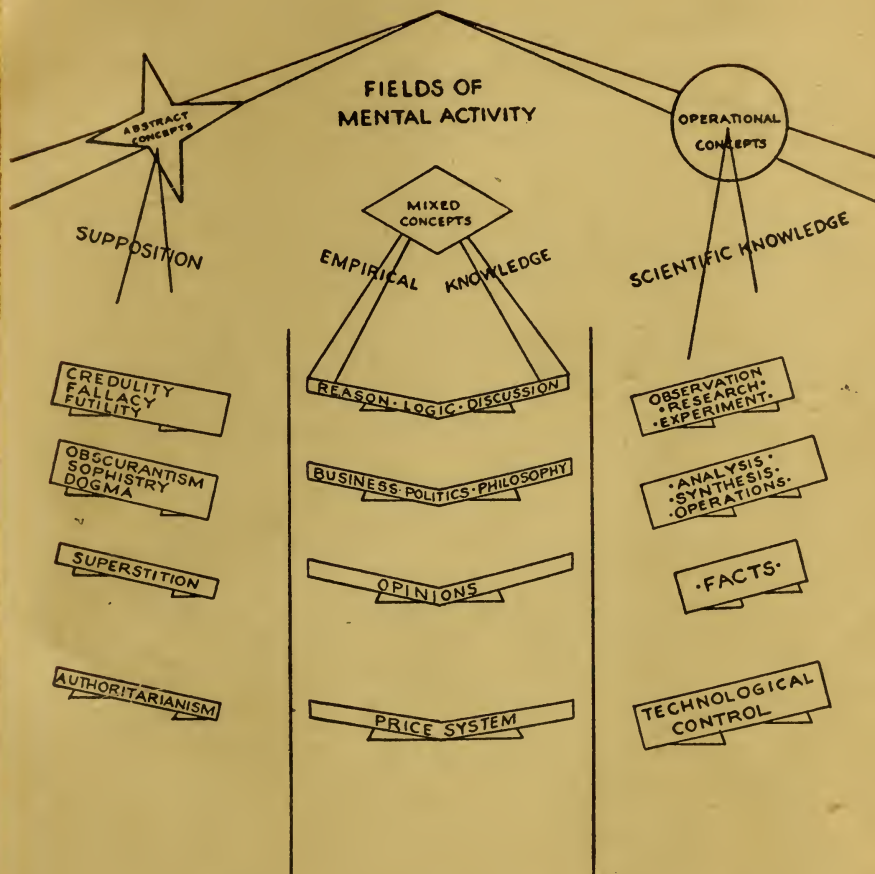 FIELDS OF
MENTAL ACTIVITY
ABSTRACT
CONCEPTS
SUPPOSITION
CREDULITY
FALLACY
FUTILITY
OBSCURANTISM
SOPHISTRY
DOGMA
SUPERSTITION
AUTHORITARIANISM
MIXED
CONCEPTS
EMPIRICAL KNOWLEDGE
REASON·LOGIC·DISCUSSION
BUSINESS·POLITICS·PHILOSOPHY
OPINIONS
PRICE SYSTEM
OPERATIONAL
CONCEPTS
SCIENTIFIC KNOWLEDGE
OBSERVATION
·RESEARCH·
·EXPERIMENT·
·ANALYSIS·
·SYNTHESIS·
·OPERATIONS·
·FACTS·
TECHNOLOGICAL
CONTROL